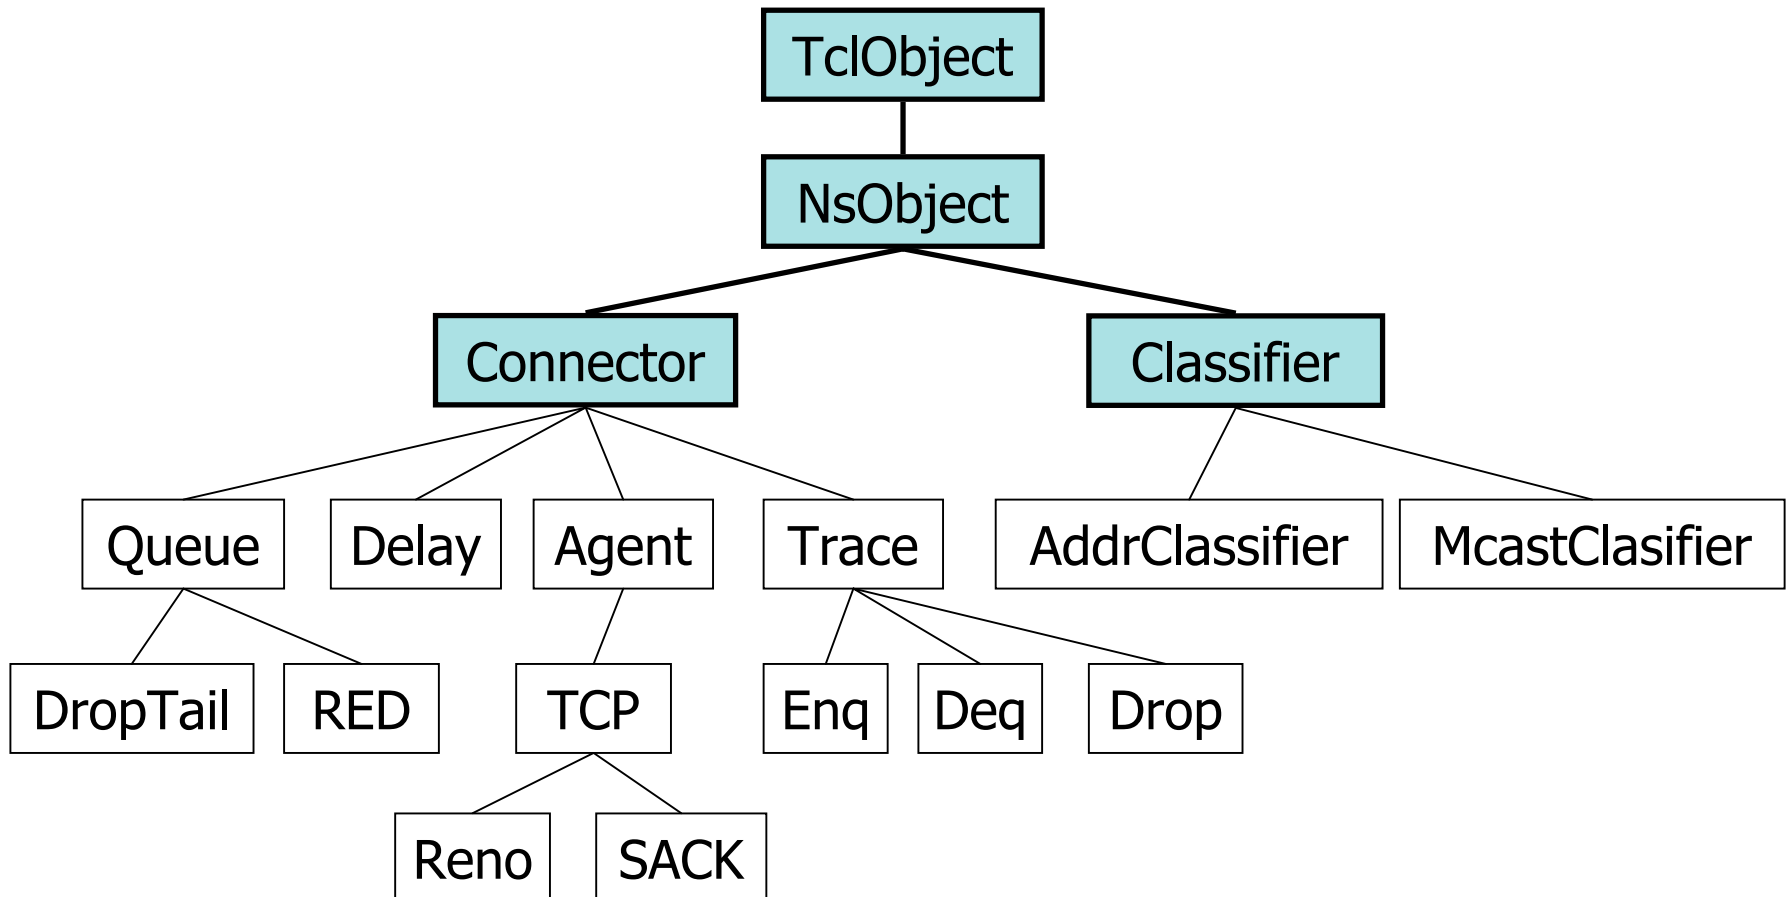 TclObject
NsObject
Connector
Classifier
Queue
Delay
Agent
Trace
AddrClassifier
McastClasifier
DropTail
RED
TCP
Enq
Deq
Drop
Reno
SACK